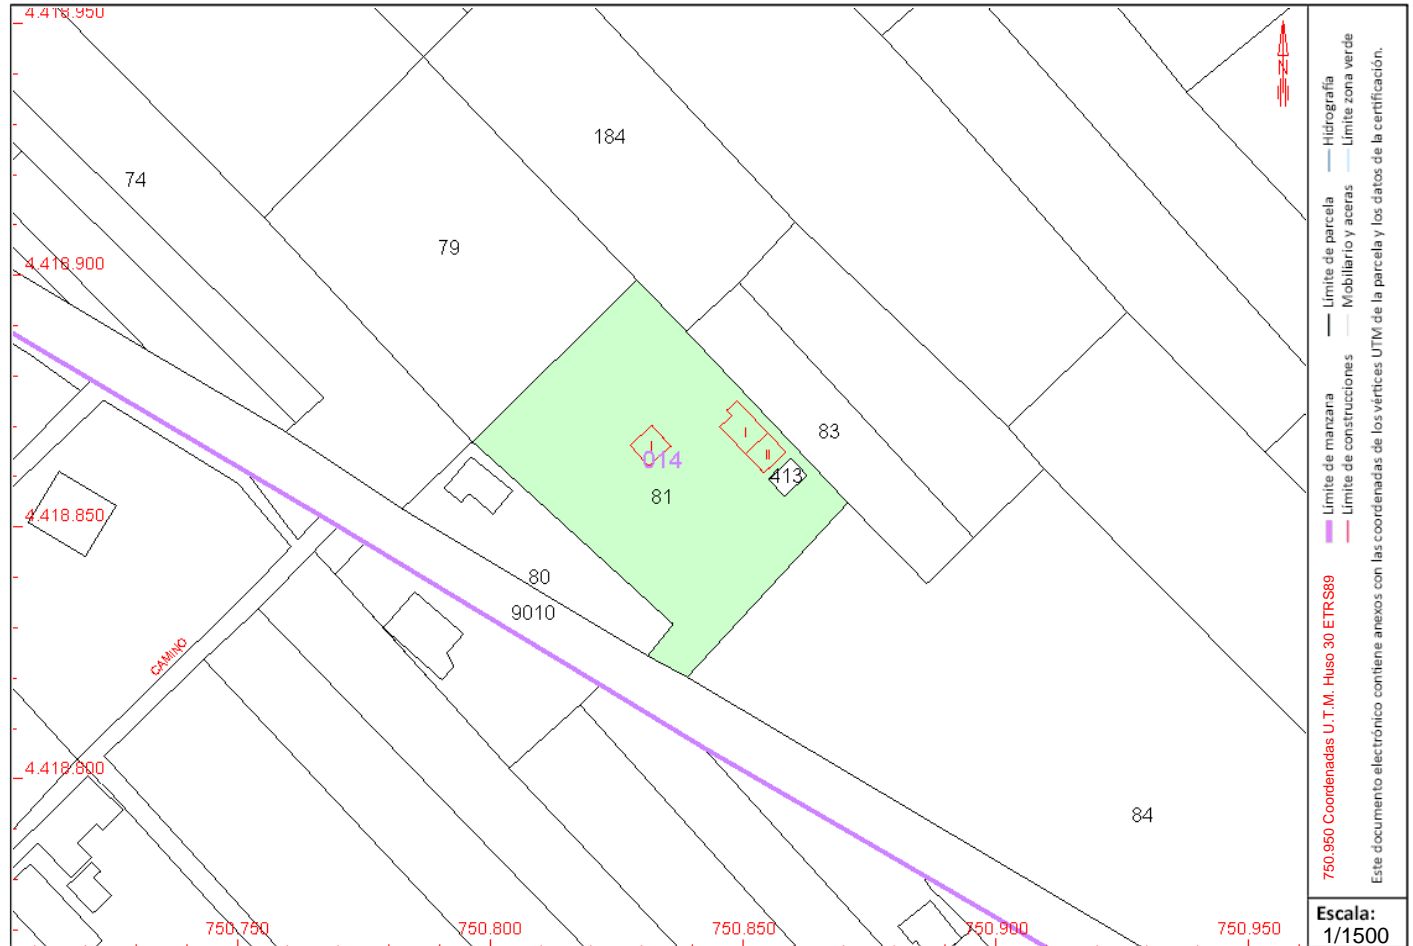 4.418.950
184
74
79
4.418.900
83
014
413
81
4.418.850
80
9010
CAMINO
4.418.800
84
750.750
750.800
750.850
750.900
750.950
I
I
II
N
Hidrografía
Límite zona verde
Límite de parcela
Mobiliario y aceras
Límite de manzana
Límite de construcciones
750.950 Coordenadas U.T.M. Huso 30 ETRS89
Este documento electrónico contiene anexos con las coordenadas de los vértices UTM de la parcela y los datos de la certificación.
Escala:
1/1500